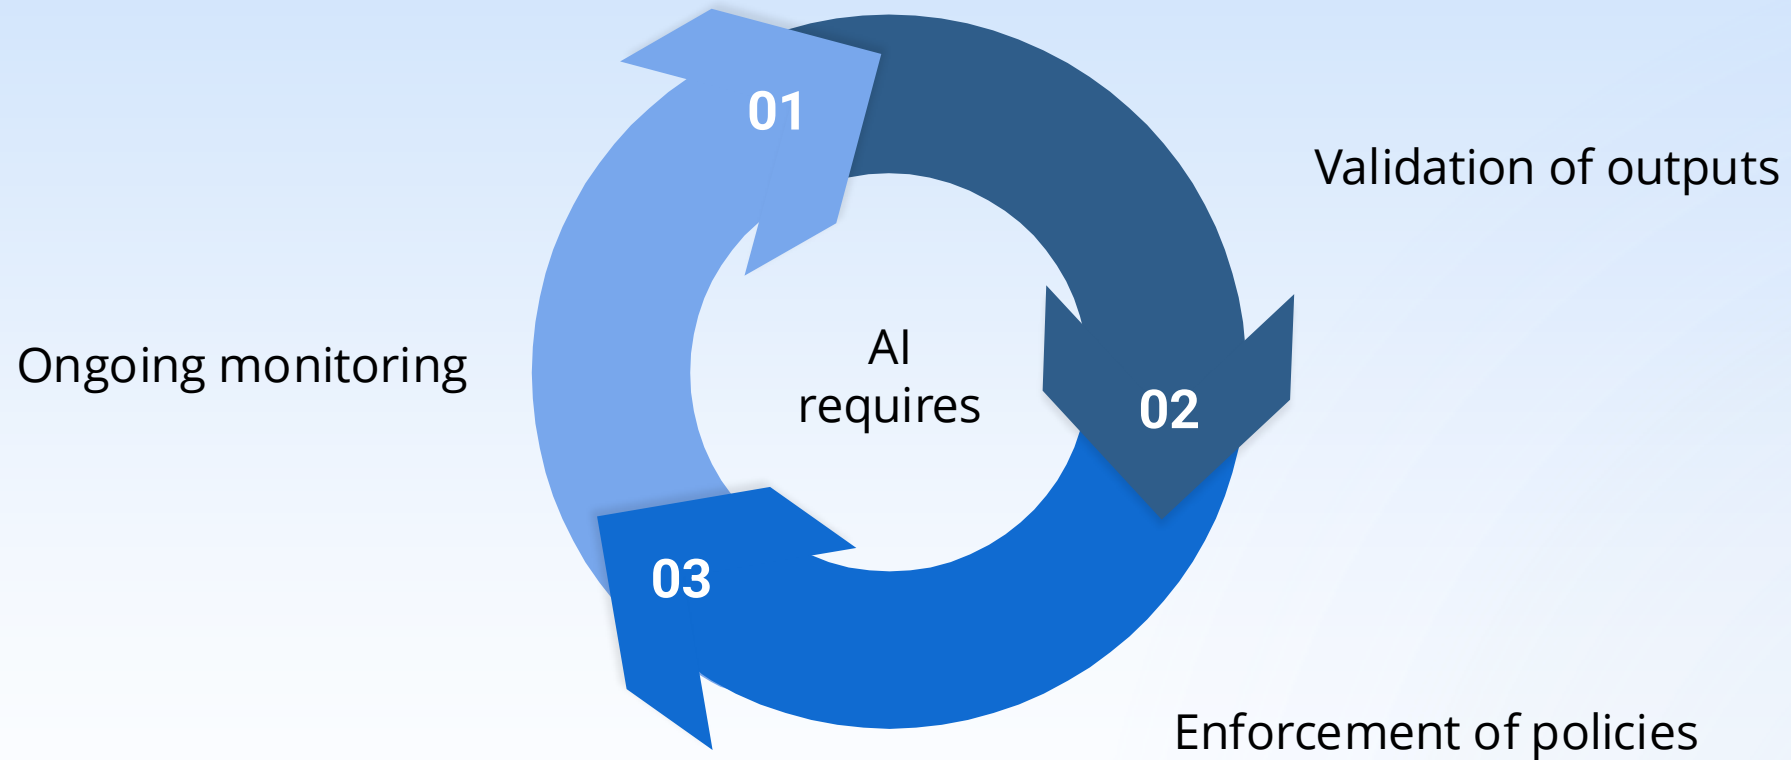 01
Validation of outputs
Ongoing monitoring
AI
requires
02
03
Enforcement of policies